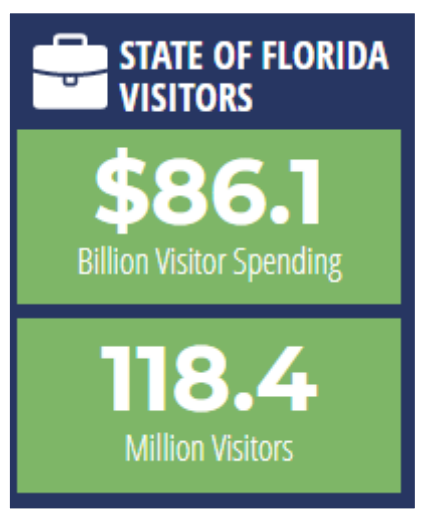 STATE OF FLORIDA
VISITORS
$86.1
Billion Visitor Spending
118.4
Million Visitors